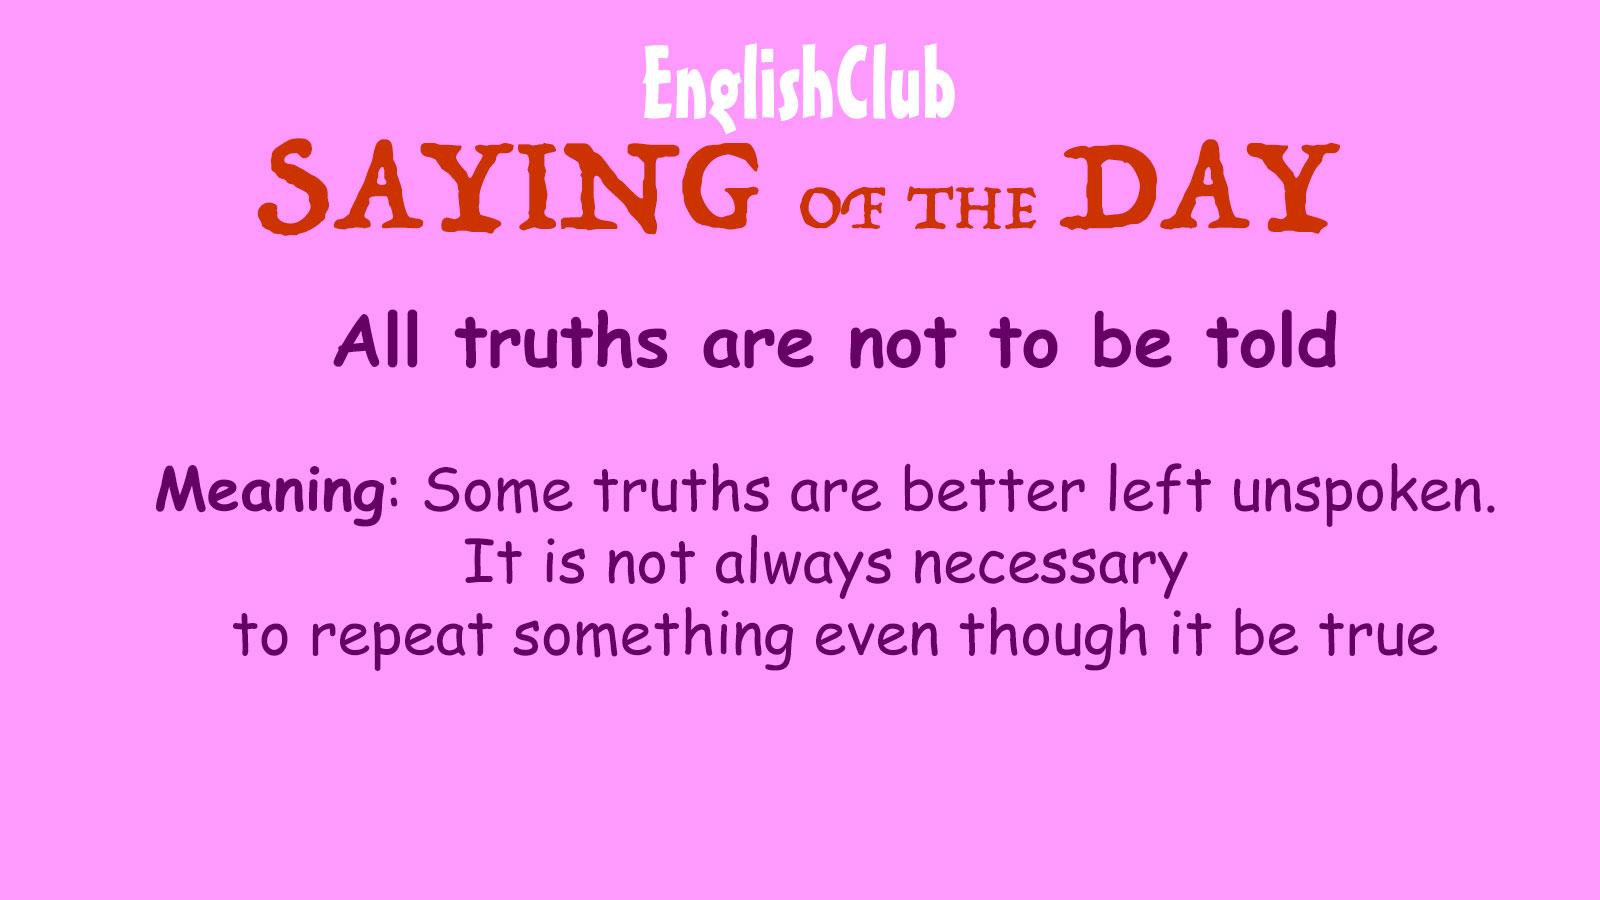 EnglishClub
SAYING OF THE DAY
All truths are not to be told
Meaning: Some truths are better left unspoken.
It is not always necessary
to repeat something even though it be true